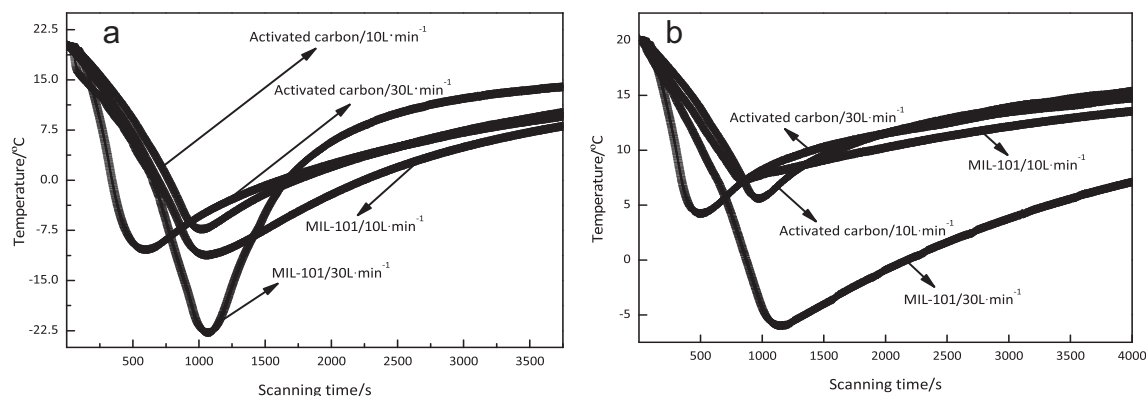 a
22.5
15.0
7.5
0.0
-7.5
-15.0
-22.5
Temperature/ºC
Activated carbon/10L·min⁻¹
Activated carbon/30L·min⁻¹
MIL-101/10L·min⁻¹
MIL-101/30L·min⁻¹
500 1000 1500 2000 2500 3000 3500
Scanning time/s
b
20
15
10
5
0
-5
Temperature/ºC
Activated carbon/30L·min⁻¹
MIL-101/10L·min⁻¹
Activated carbon/10L·min⁻¹
MIL-101/30L·min⁻¹
500 1000 1500 2000 2500 3000 3500 4000
Scanning time/s